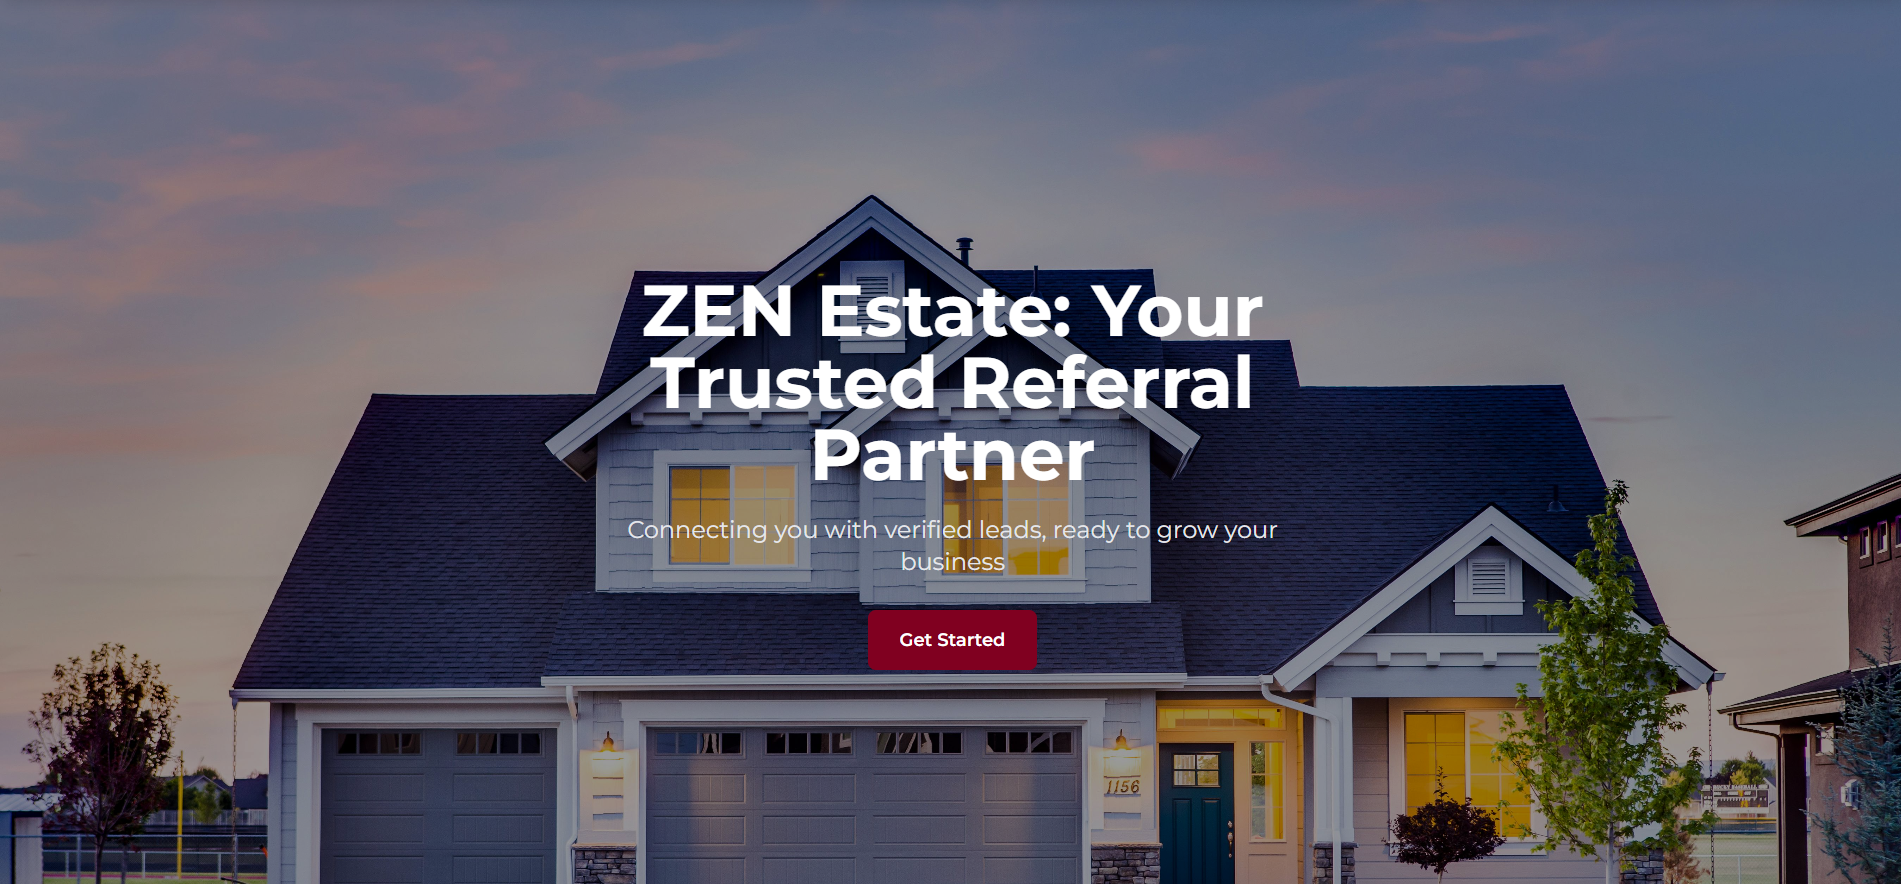 ZEN Estate: Your
Trusted Referral
Partner
Connecting you with verified leads, ready to grow your
business
Get Started
1156